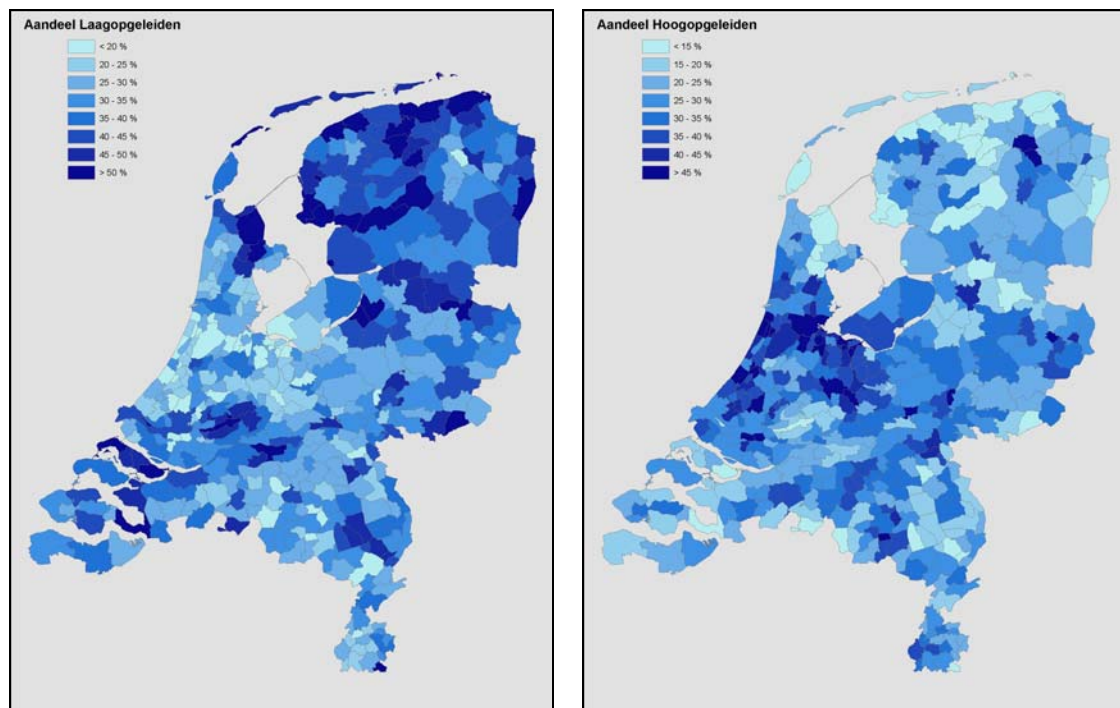 Aandeel Laagopgeleiden
< 20 %
20 - 25 %
25 - 30 %
30 - 35 %
35 - 40 %
40 - 45 %
45 - 50 %
> 50 %
Aandeel Hoogopgeleiden
< 15 %
15 - 20 %
20 - 25 %
25 - 30 %
30 - 35 %
35 - 40 %
40 - 45 %
> 45 %